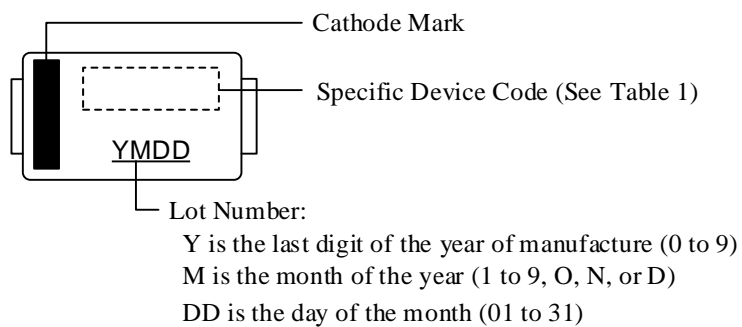 Cathode Mark
Specific Device Code (See Table 1)
YMDD
Lot Number:
Y is the last digit of the year of manufacture (0 to 9)
M is the month of the year (1 to 9, O, N, or D)
DD is the day of the month (01 to 31)